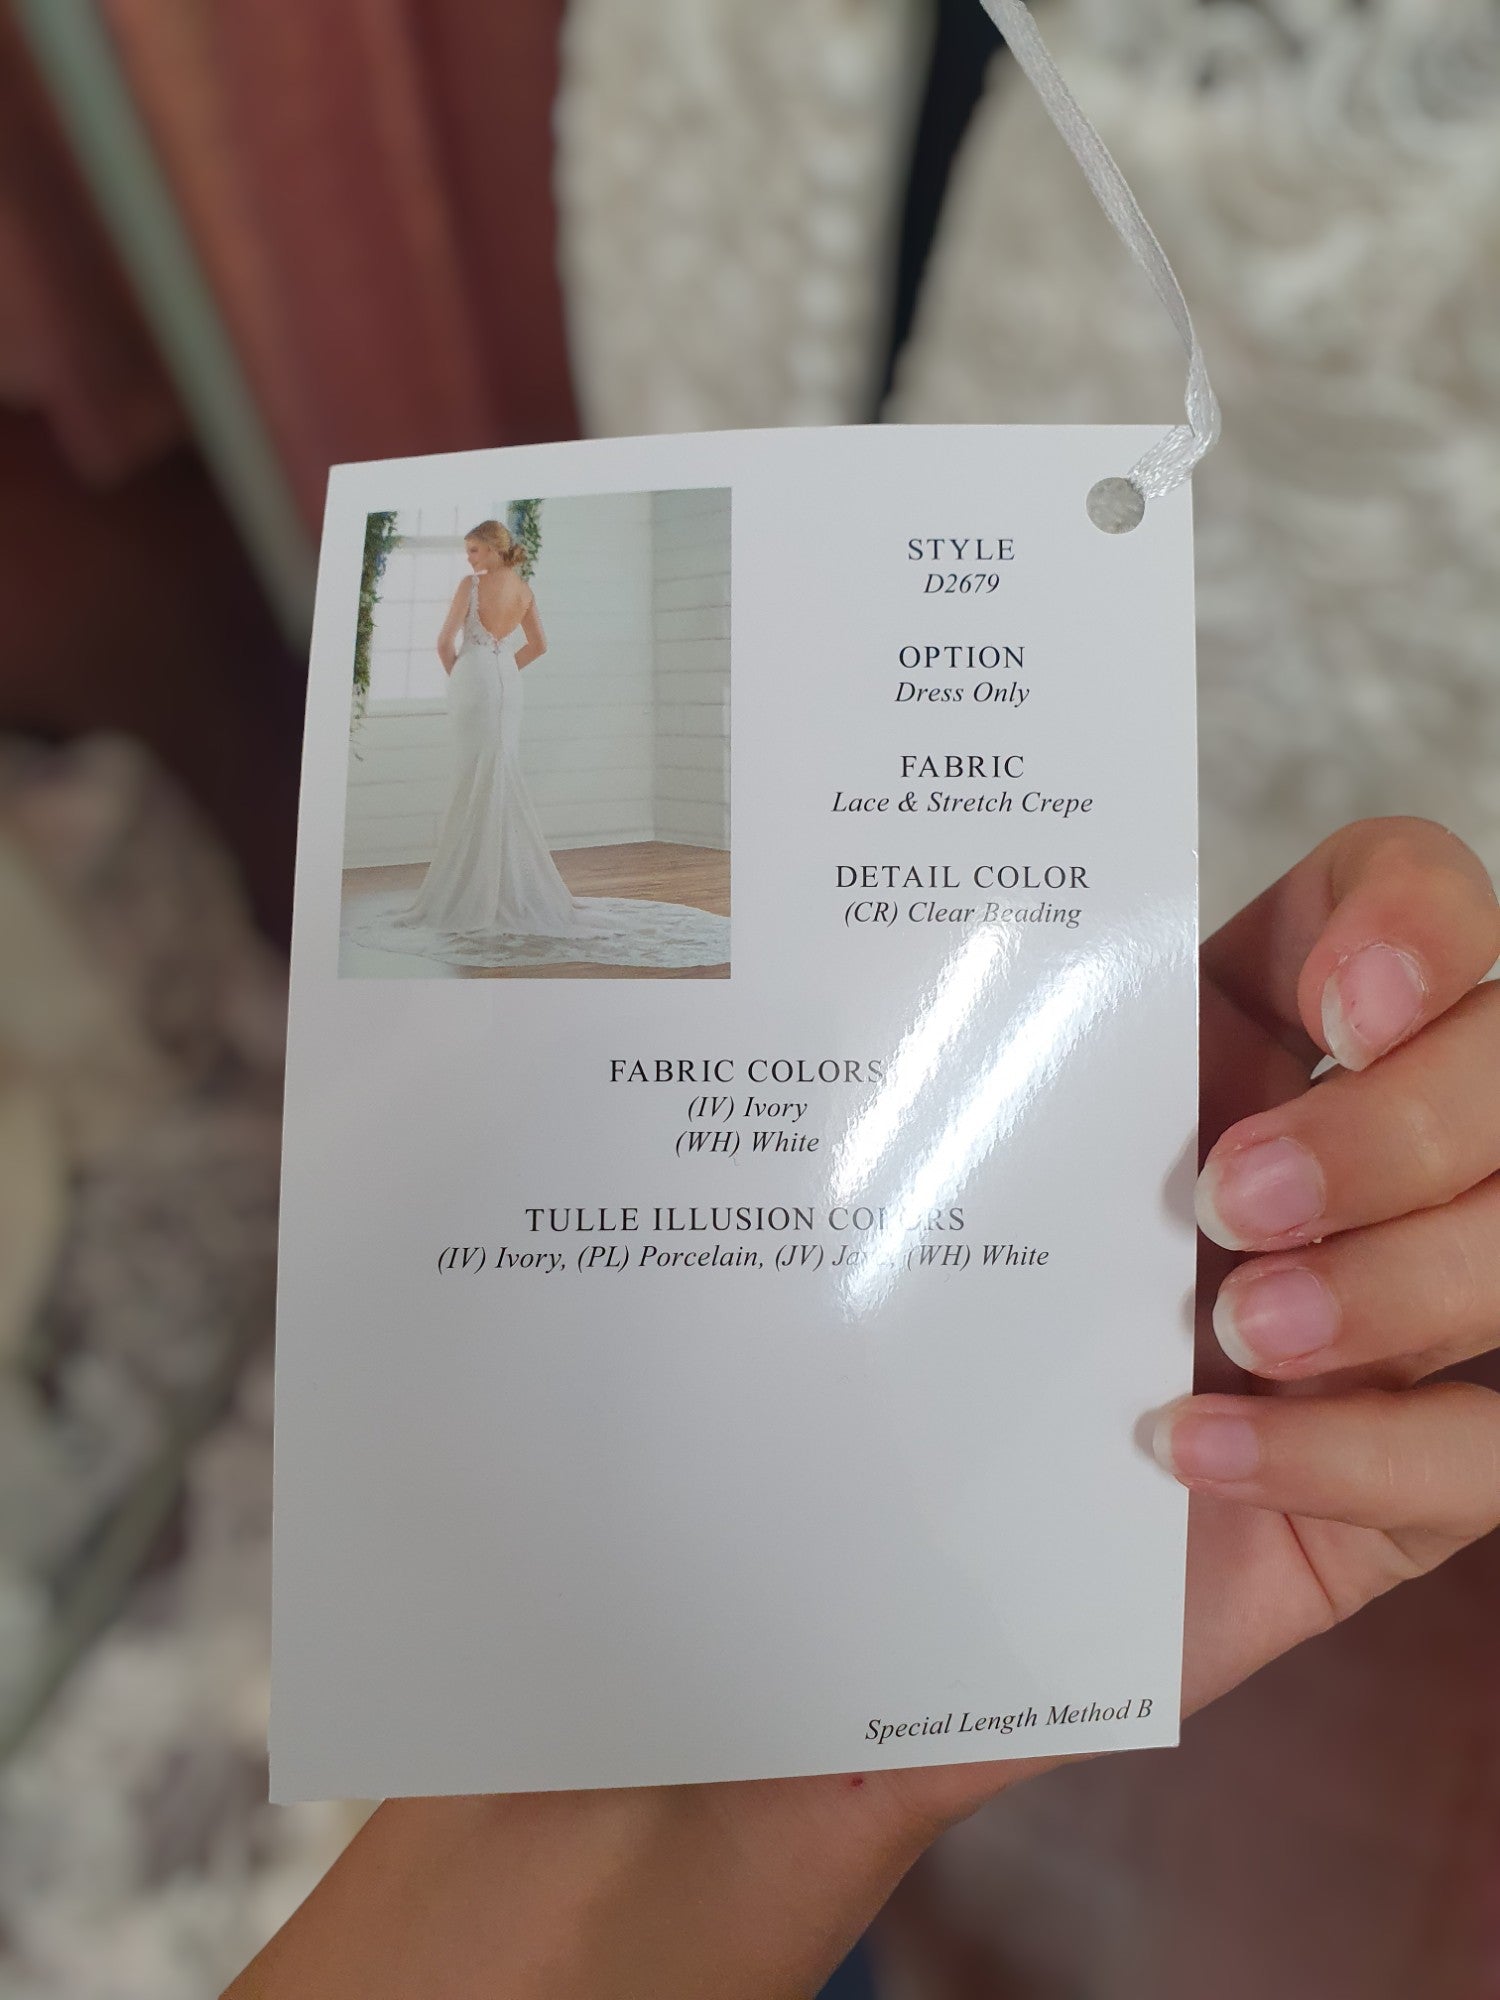 STYLE
D2679
OPTION
Dress Only
FABRIC
Lace & Stretch Crepe
DETAIL COLOR
(CR) Clear Beading
FABRIC COLORS
(IV) Ivory
(WH) White
TULLE ILLUSION COLORS
(IV) Ivory, (PL) Porcelain, (JV) (WH) White
Special Length Method B